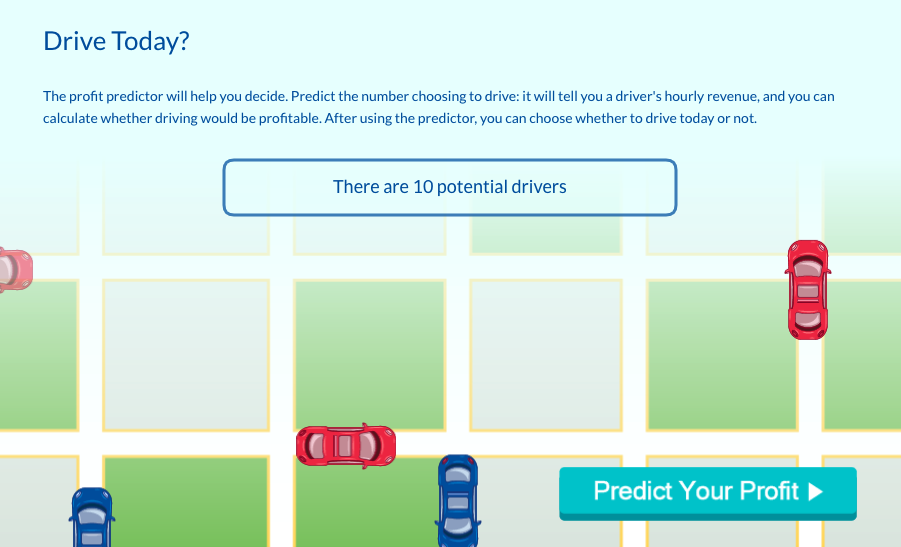 Drive Today?
The profit predictor will help you decide. Predict the number choosing to drive: it will tell you a driver's hourly revenue, and you can
calculate whether driving would be profitable. After using the predictor, you can choose whether to drive today or not.
There are 10 potential drivers
Predict Your Profit ▶